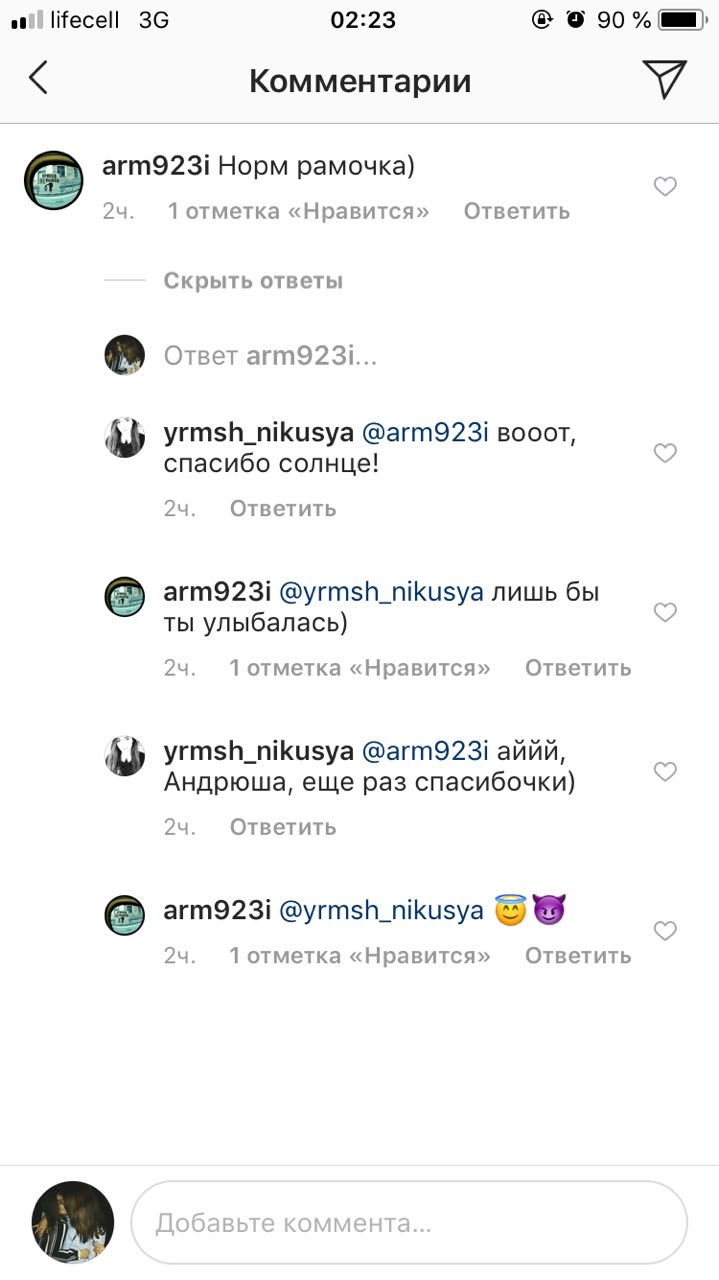 lifecell 3G 02:23 90 %
Комментарии
arm923i Норм рамочка)
2ч. 1 отметка «Нравится» Ответить
Скрыть ответы
Ответ arm923i...
yrmsh_nikusya @arm923i вооот,
спасибо солнце!
2ч. Ответить
arm923i @yrmsh_nikusya лишь бы
ты улыбалась)
2ч. 1 отметка «Нравится» Ответить
yrmsh_nikusya @arm923i аййй,
Андрюша, еще раз спасибочки)
2ч. Ответить
arm923i @yrmsh_nikusya 😇😈
2ч. 1 отметка «Нравится» Ответить
Добавьте коммента...